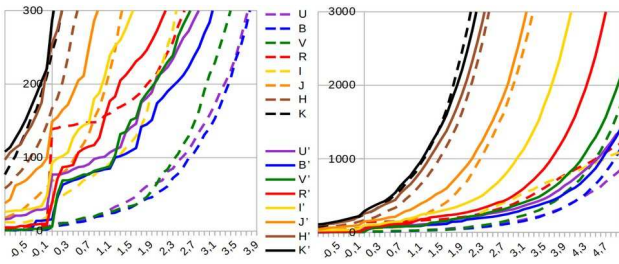 300
200
100
0
-0,5
-0,1
0,3
0,7
1,1
1,5
1,9
2,3
2,7
3,1
3,5
3,9
U
B
V
R
I
J
H
K
U'
B'
V'
R'
I'
J'
H'
K'
3000
2000
1000
0
-0,5
-0,1
0,3
0,7
1,1
1,5
1,9
2,3
2,7
3,1
3,5
3,9
4,3
4,7